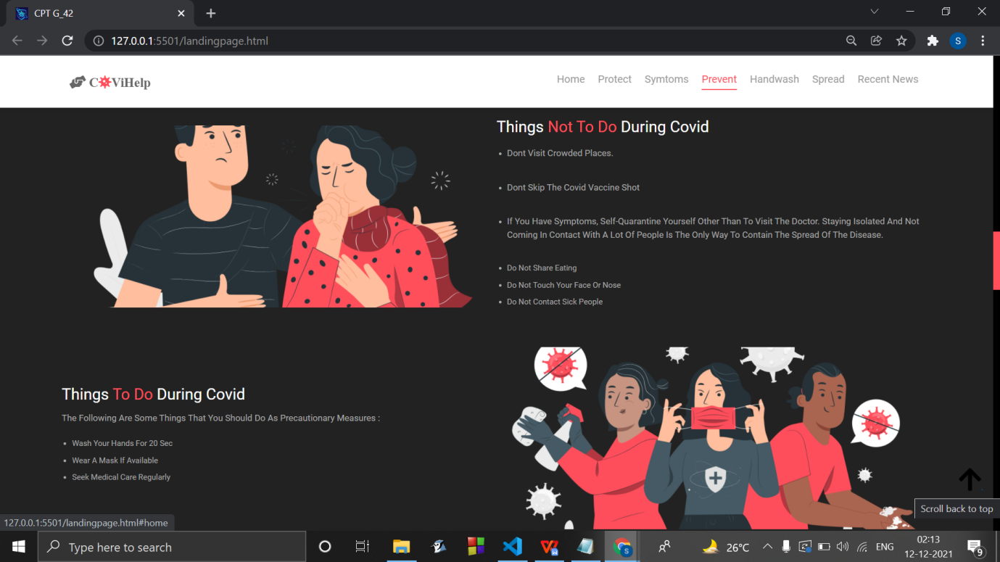 CPT G_42
127.0.0.1:5501/landingpage.html
S
CoViHelp
Home Protect Symtoms Prevent Handwash Spread Recent News
Things Not To Do During Covid
Dont Visit Crowded Places.
Dont Skip The Covid Vaccine Shot
If You Have Symptoms, Self-Quarantine Yourself Other Than To Visit The Doctor. Staying Isolated And Not
Coming In Contact With A Lot Of People Is The Only Way To Contain The Spread Of The Disease.
Do Not Share Eating
Do Not Touch Your Face Or Nose
Do Not Contact Sick People
Things To Do During Covid
The Following Are Some Things That You Should Do As Precautionary Measures :
Wash Your Hands For 20 Sec
Wear A Mask If Available
Seek Medical Care Regularly
Scroll back to top
127.0.0.1:5501/landingpage.html#home
Type here to search
S
26°C
ENG
02:13
12-12-2021
9